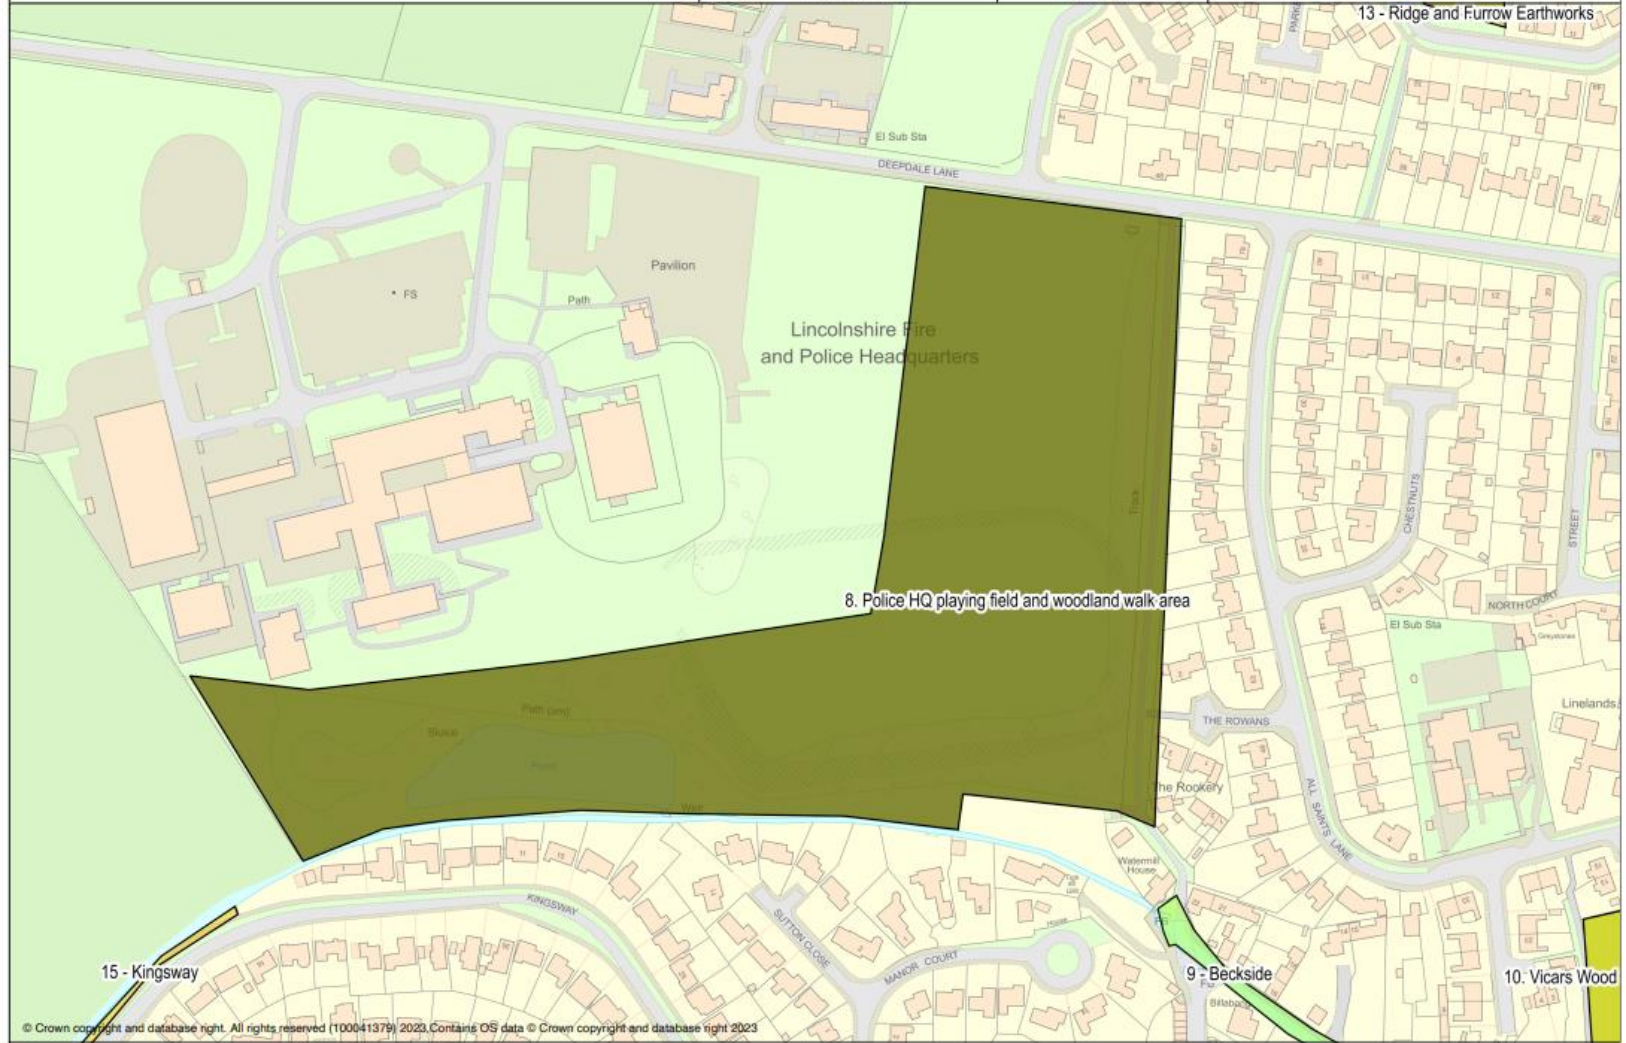 13 - Ridge and Furrow Earthworks
El Sub Sta
DEEPDALE LANE
Pavilion
FS
Path
Lincolnshire Fire
and Police Headquarters
Track
CHESTNUTS
STREET
8. Police HQ playing field and woodland walk area
NORTH COURT
El Sub Sta
Greystones
Linelands
Path (um)
THE ROWANS
Sluice
Pond
The Rookery
Weir
ALL SAINTS LANE
Watermill
House
KINGSWAY
SUTTON CLOSE
MANOR COURT
15 - Kingsway
9 - Beckside
10. Vicars Wood
© Crown copyright and database right. All rights reserved (100041379) 2023.Contains OS data © Crown copyright and database right 2023